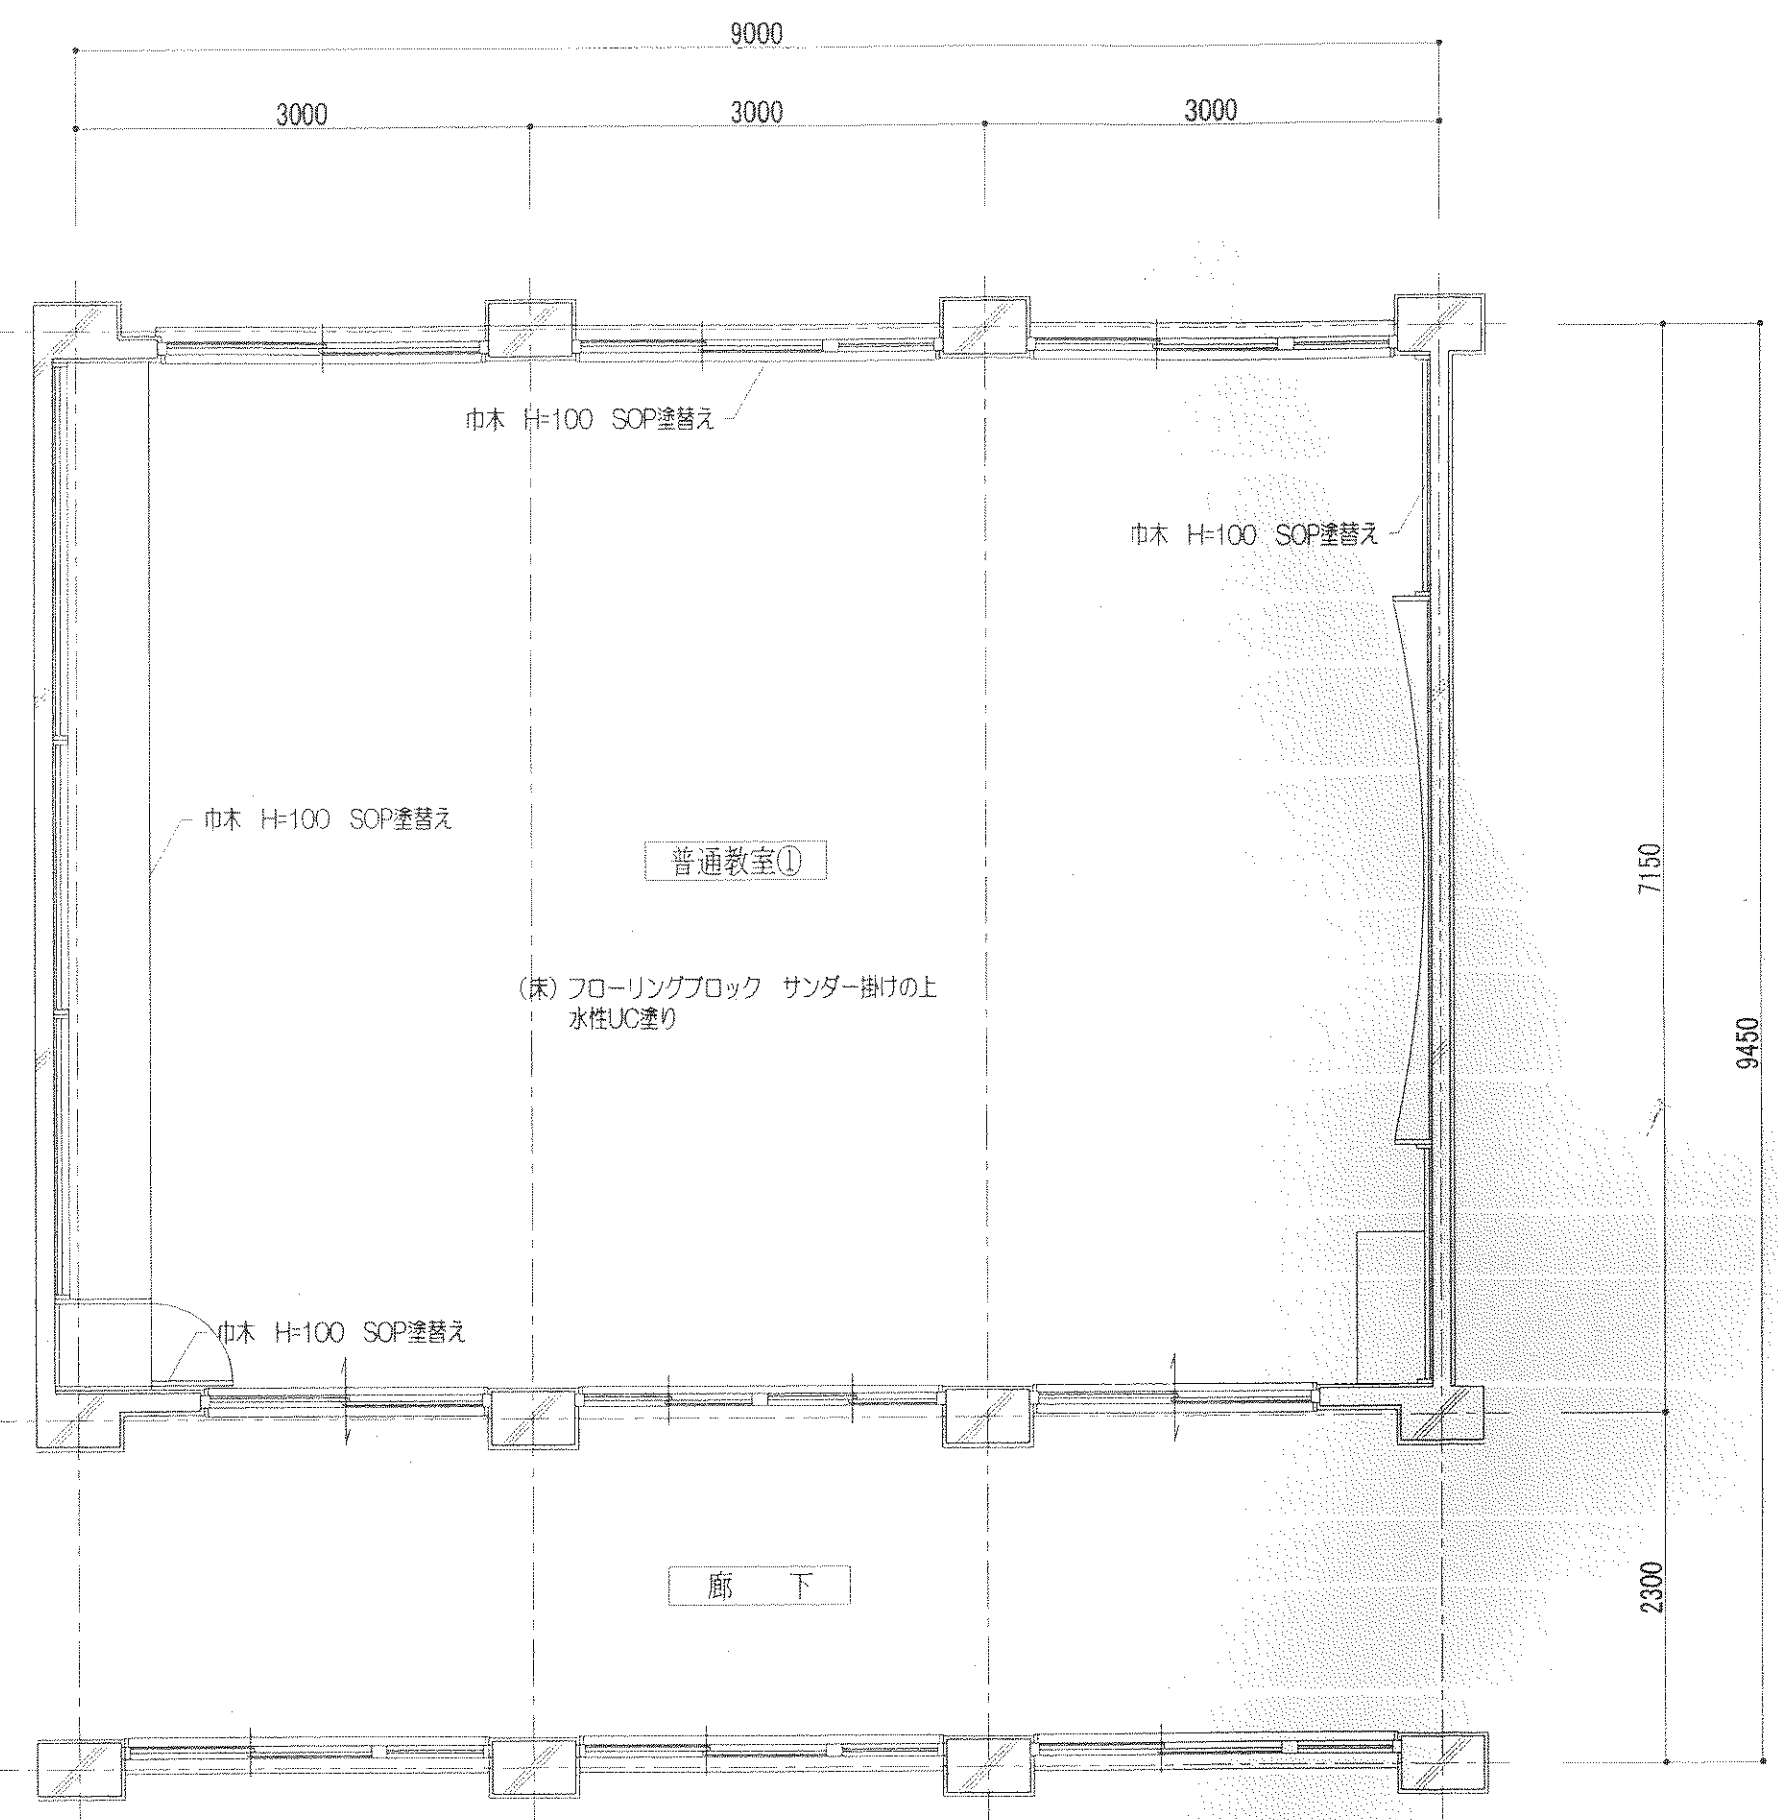 9000
3000
3000
3000
巾木 H=100 SOP塗替え
巾木 H=100 SOP塗替え
巾木 H=100 SOP塗替え
普通教室①
7150
(床) フローリングブロック サンダー掛けの上
水性UC塗り
9450
巾木 H=100 SOP塗替え
廊 下
2300